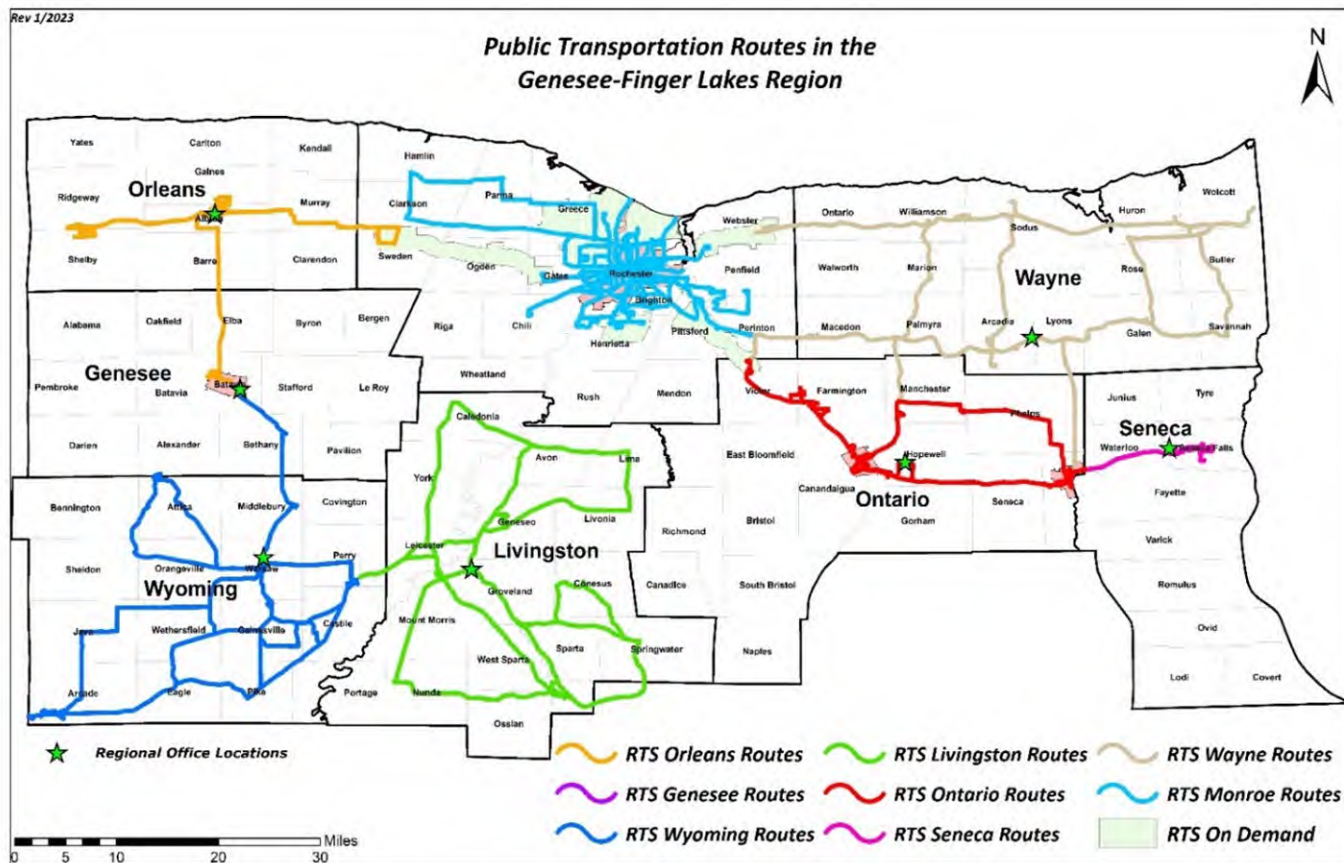 Rev 1/2023
Public Transportation Routes in the
Genesee-Finger Lakes Region
N
Yates
Carlton
Kendall
Gaines
Ridgeway
Orleans
Murray
Shelby
Barre
Clarendon
Hamlin
Parma
Clarkson
Greece
Sweden
Ogden
Gates
Rochester
Brighton
Webster
Penfield
Perinton
Pittsford
Henrietta
Chili
Riga
Wheatland
Rush
Mendon
Ontario
Williamson
Sodus
Huron
Wolcott
Walworth
Marion
Wayne
Rose
Butler
Macedon
Palmyra
Arcadia
Lyons
Galen
Savannah
Alabama
Oakfield
Elba
Byron
Bergen
Genesee
Pembroke
Batavia
Batavia
Stafford
Le Roy
Darien
Alexander
Bethany
Pavilion
Victor
Farmington
Manchester
Phelps
East Bloomfield
Canandaigua
Hopewell
Ontario
Seneca
Gorham
Richmond
Bristol
Canadice
South Bristol
Naples
Junius
Tyre
Seneca
Waterloo
Seneca Falls
Fayette
Varick
Romulus
Ovid
Lodi
Covert
Bennington
Attica
Middlebury
Covington
Sheldon
Orangeville
Warsaw
Perry
Wyoming
Java
Wethersfield
Gainesville
Castile
Arcade
Eagle
Pike
Caledonia
Avon
Lima
York
Geneseo
Livonia
Leicester
Livingston
Groveland
Conesus
Mount Morris
West Sparta
Sparta
Springwater
Portage
Nunda
Ossian
Regional Office Locations
RTS Orleans Routes
RTS Livingston Routes
RTS Wayne Routes
RTS Genesee Routes
RTS Ontario Routes
RTS Monroe Routes
RTS Wyoming Routes
RTS Seneca Routes
RTS On Demand
Miles
0 5 10 20 30